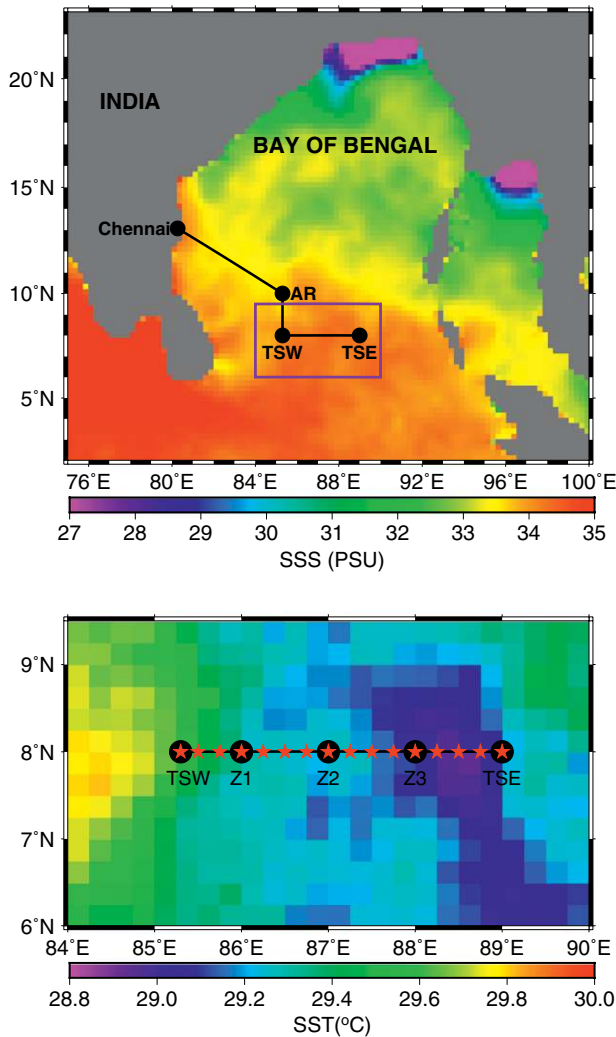 20°N
INDIA
BAY OF BENGAL
15°N
Chennai
10°N
AR
TSW TSE
5°N
76°E 80°E 84°E 88°E 92°E 96°E 100°E
27 28 29 30 31 32 33 34 35
SSS (PSU)
9°N
8°N
TSW Z1 Z2 Z3 TSE
7°N
6°N
84°E 85°E 86°E 87°E 88°E 89°E 90°E
28.8 29.0 29.2 29.4 29.6 29.8 30.0
SST(°C)